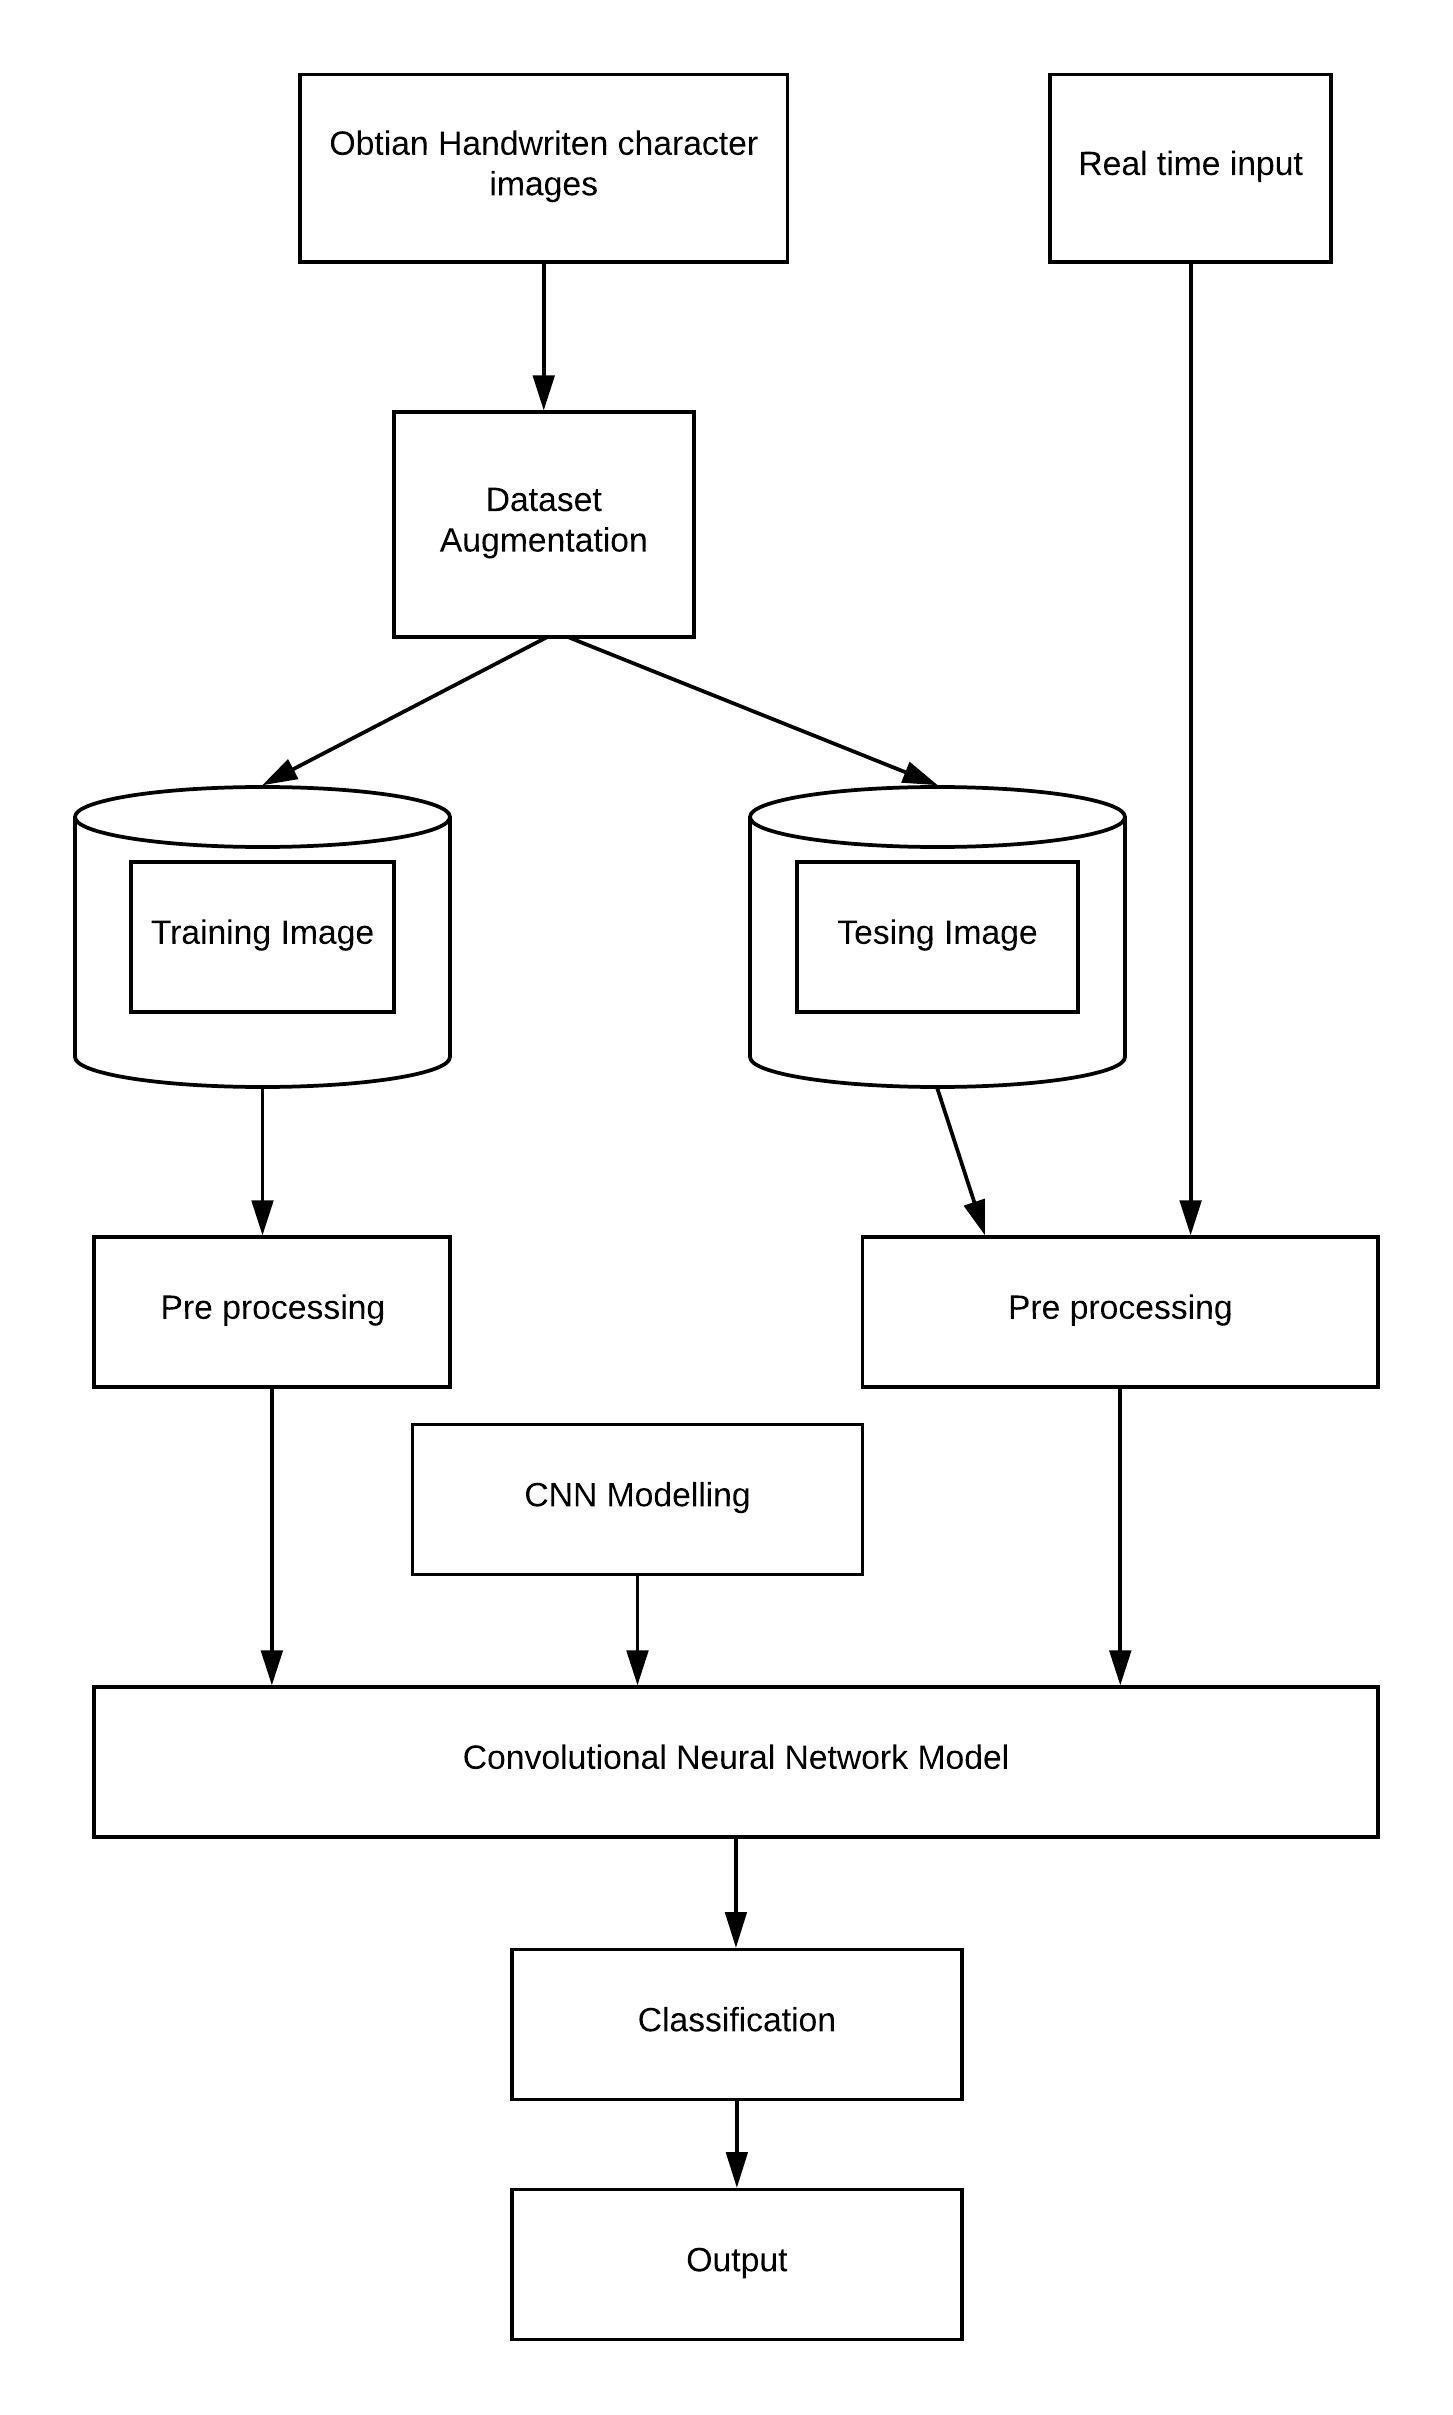 Obtian Handwriten character
images
Real time input
Dataset
Augmentation
Training Image
Tesing Image
Pre processing
Pre processing
CNN Modelling
Convolutional Neural Network Model
Classification
Output